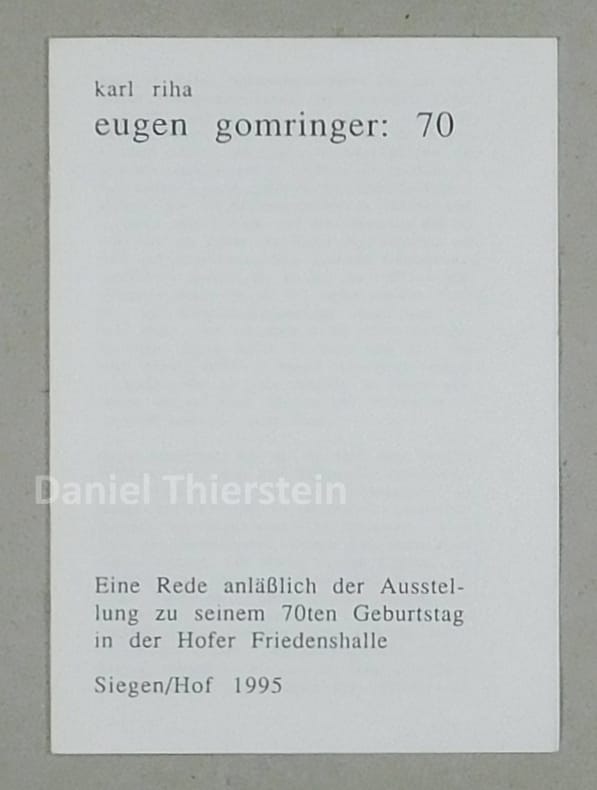 karl riha
eugen gomringer: 70
Daniel Thierstein
Eine Rede anläßlich der Ausstel-
lung zu seinem 70ten Geburtstag
in der Hofer Friedenshalle
Siegen/Hof 1995